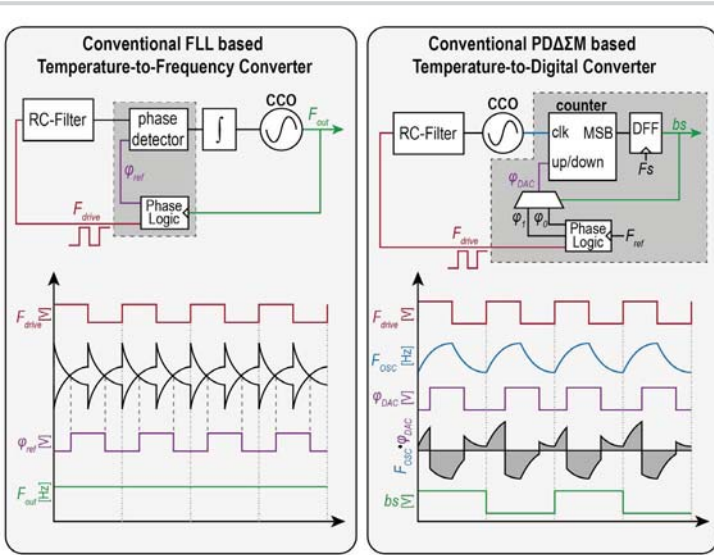 Conventional FLL based
Temperature-to-Frequency Converter
CCO
RC-Filter
phase
detector
∫
F_out
φ_ref
Phase
Logic
F_drive
F_drive [V]
φ_ref [V]
F_out [Hz]
Conventional PDΔΣM based
Temperature-to-Digital Converter
CCO
counter
RC-Filter
clk MSB
up/down
DFF
bs
Fs
φ_DAC
φ_1 φ_0
Phase
Logic
F_ref
F_drive
F_drive [V]
F_OSC [Hz]
φ_DAC [V]
F_OSC•φ_DAC
bs [V]